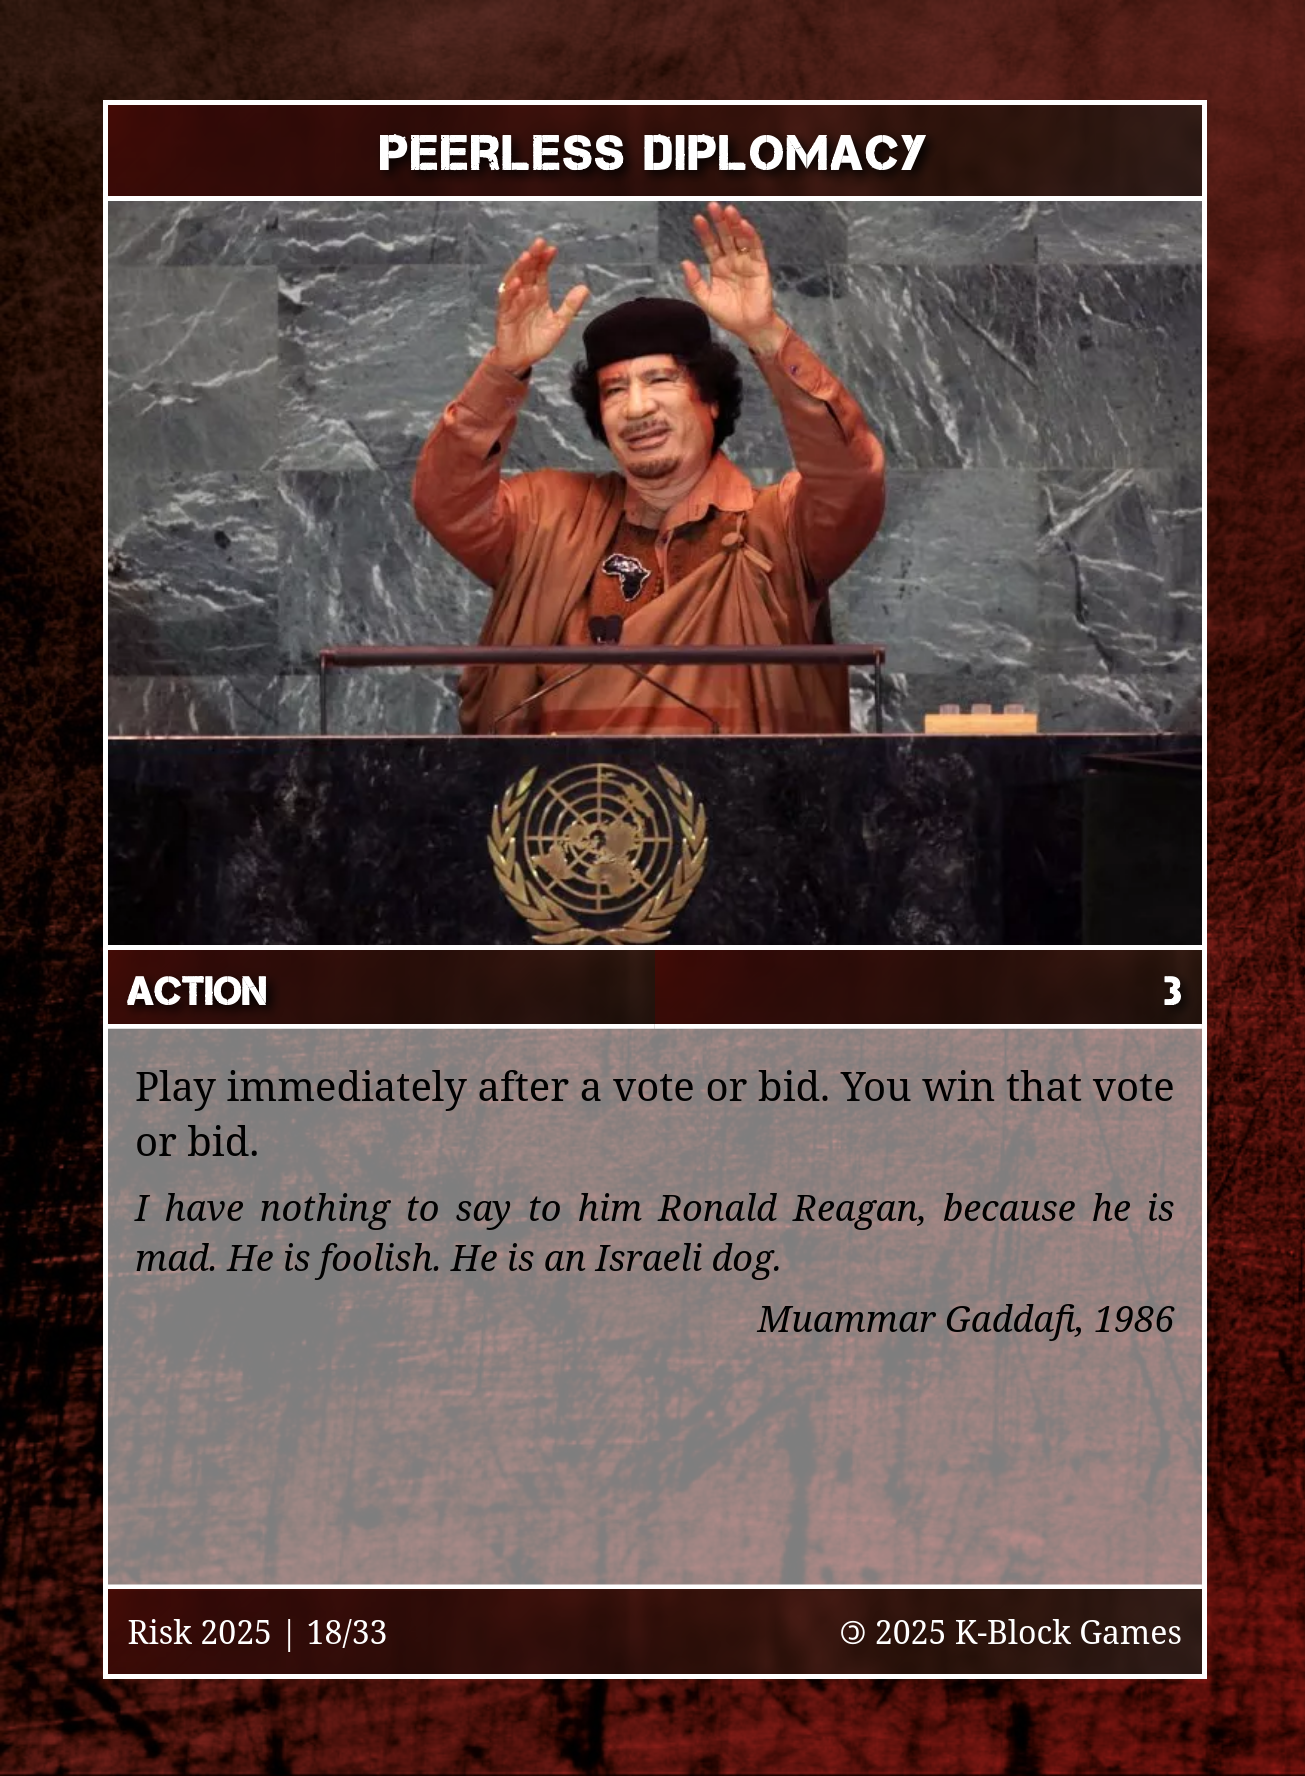 PEERLESS DIPLOMACY
ACTION
3
Play immediately after a vote or bid. You win that vote
or bid.
I have nothing to say to him Ronald Reagan, because he is
mad. He is foolish. He is an Israeli dog.
Muammar Gaddafi, 1986
Risk 2025 | 18/33
🄯 2025 K-Block Games